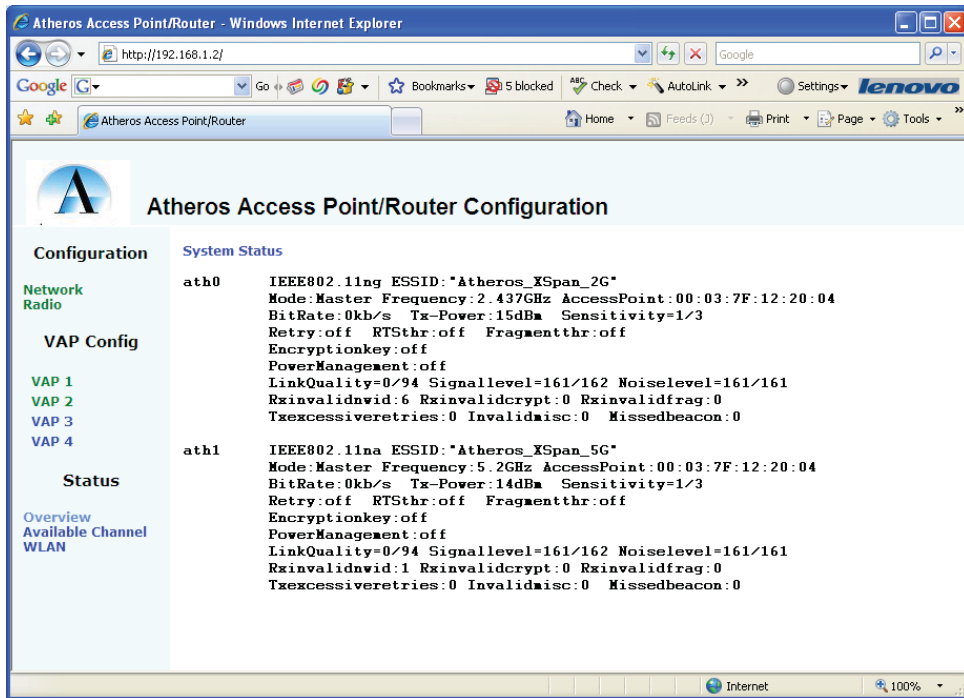 Atheros Access Point/Router - Windows Internet Explorer
http://192.168.1.2/
Google
Google G Go Bookmarks 5 blocked ABC Check AutoLink » Settings lenovo
Atheros Access Point/Router
Home Feeds (J) Print Page Tools »
A
Atheros Access Point/Router Configuration
Configuration
Network
Radio
VAP Config
VAP 1
VAP 2
VAP 3
VAP 4
Status
Overview
Available Channel
WLAN
System Status
ath0 IEEE802.11ng ESSID:"Atheros_XSpan_2G"
Mode:Master Frequency:2.437GHz AccessPoint:00:03:7F:12:20:04
BitRate:0kb/s Tx-Power:15dBm Sensitivity=1/3
Retry:off RTSthr:off Fragmentthr:off
Encryptionkey:off
PowerManagement:off
LinkQuality=0/94 Signallevel=161/162 Noiselevel=161/161
Rxinvalidnwid:6 Rxinvalidcrypt:0 Rxinvalidfrag:0
Txexcessiveretries:0 Invalidmisc:0 Missedbeacon:0
ath1 IEEE802.11na ESSID:"Atheros_XSpan_5G"
Mode:Master Frequency:5.2GHz AccessPoint:00:03:7F:12:20:04
BitRate:0kb/s Tx-Power:14dBm Sensitivity=1/3
Retry:off RTSthr:off Fragmentthr:off
Encryptionkey:off
PowerManagement:off
LinkQuality=0/94 Signallevel=161/162 Noiselevel=161/161
Rxinvalidnwid:1 Rxinvalidcrypt:0 Rxinvalidfrag:0
Txexcessiveretries:0 Invalidmisc:0 Missedbeacon:0
Internet 100%